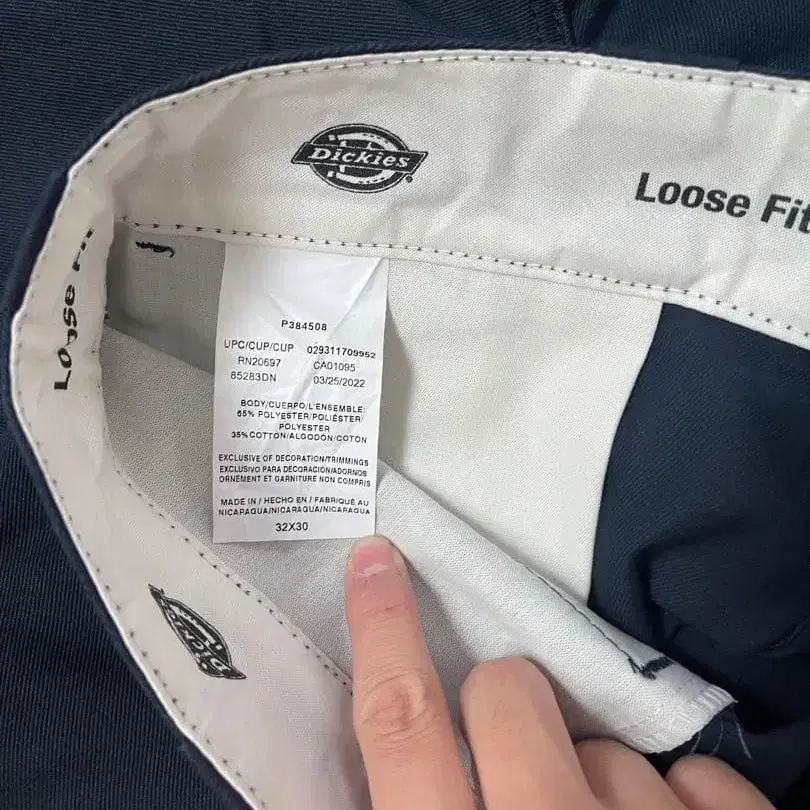 Dickies
Loose Fit
Loose Fit
P384508
UPC/CUP/CUP 029311709952
RN20697 CA01095
85283DN 03/25/2022
BODY/CUERPO/L'ENSEMBLE:
65% POLYESTER/POLIÉSTER/
POLYESTER
35%COTTON/ALGODÓN/COTON
EXCLUSIVE OF DECORATION/TRIMMINGS
EXCLUSIVO PARA DECORACIÓN/ADORNOS
ORNEMENT ET GARNITURE NON COMPRIS
MADE IN / HECHO EN / FABRIQUÉ AU
NICARAGUA/NICARAGUA/NICARAGUA
32X30
Dickies